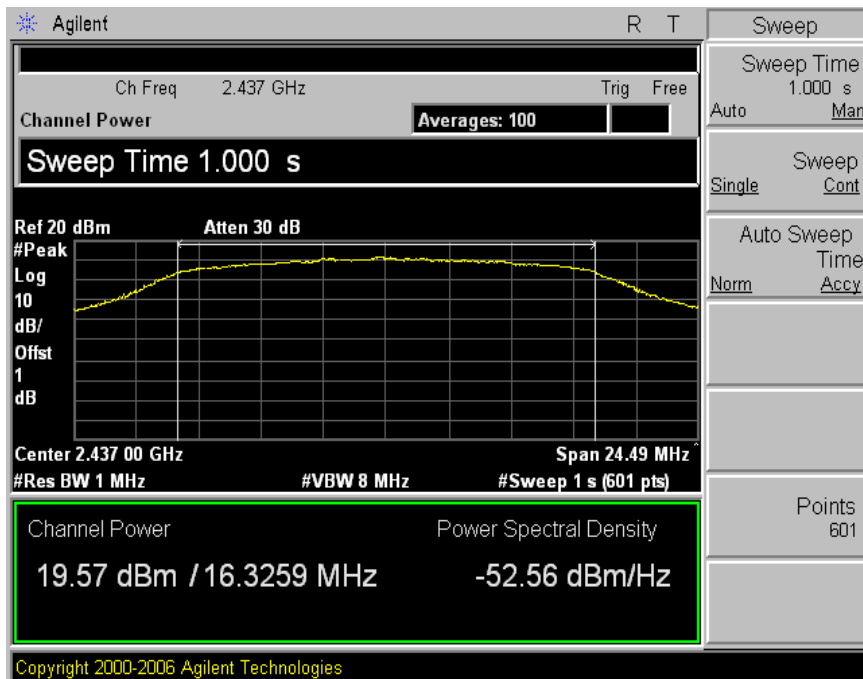 Agilent R T
Ch Freq 2.437 GHz Trig Free
Channel Power Averages: 100
Sweep Time 1.000 s
Ref 20 dBm Atten 30 dB
#Peak
Log
10
dB/
Offst
1
dB
Center 2.437 00 GHz Span 24.49 MHz^
#Res BW 1 MHz #VBW 8 MHz #Sweep 1 s (601 pts)
Channel Power Power Spectral Density
19.57 dBm / 16.3259 MHz -52.56 dBm/Hz
Copyright 2000-2006 Agilent Technologies
Sweep
Sweep Time
1.000 s
Auto Man
Sweep
Single Cont
Auto Sweep
Time
Norm Accy
Points
601